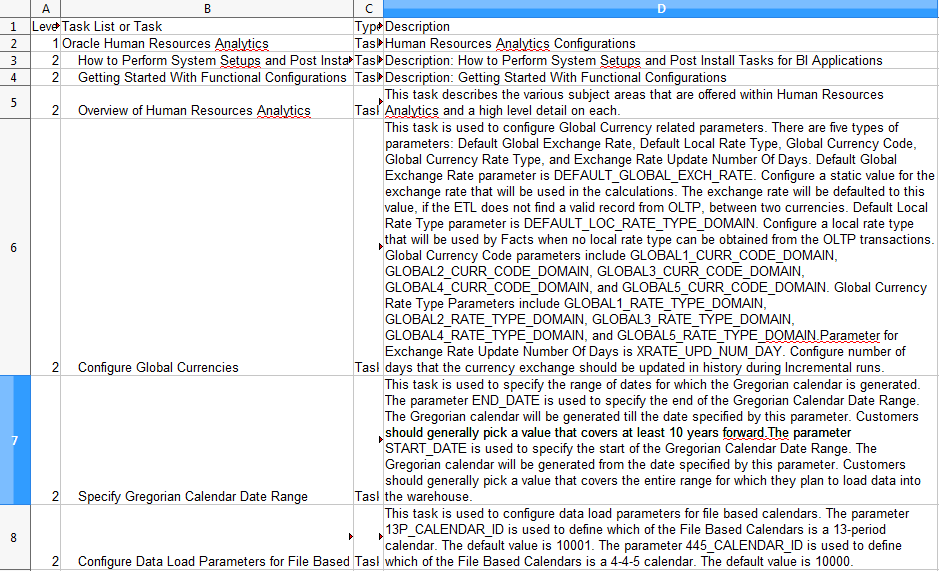 A B C D
1 Leve Task List or Task Type Description
2 1 Oracle Human Resources Analytics Task Human Resources Analytics Configurations
3 2 How to Perform System Setups and Post Insta Task Description: How to Perform System Setups and Post Install Tasks for BI Applications
4 2 Getting Started With Functional Configurations Task Description: Getting Started With Functional Configurations
5 This task describes the various subject areas that are offered within Human Resources
2 Overview of Human Resources Analytics Task Analytics and a high level detail on each.
This task is used to configure Global Currency related parameters. There are five types of
parameters: Default Global Exchange Rate, Default Local Rate Type, Global Currency Code,
Global Currency Rate Type, and Exchange Rate Update Number Of Days. Default Global
Exchange Rate parameter is DEFAULT_GLOBAL_EXCH_RATE. Configure a static value for the
exchange rate that will be used in the calculations. The exchange rate will be defaulted to this
value, if the ETL does not find a valid record from OLTP, between two currencies. Default Local
Rate Type parameter is DEFAULT_LOC_RATE_TYPE_DOMAIN. Configure a local rate type
6 that will be used by Facts when no local rate type can be obtained from the OLTP transactions.
Global Currency Code parameters include GLOBAL1_CURR_CODE_DOMAIN,
GLOBAL2_CURR_CODE_DOMAIN, GLOBAL3_CURR_CODE_DOMAIN,
GLOBAL4_CURR_CODE_DOMAIN, and GLOBAL5_CURR_CODE_DOMAIN. Global Currency
Rate Type Parameters include GLOBAL1_RATE_TYPE_DOMAIN,
GLOBAL2_RATE_TYPE_DOMAIN, GLOBAL3_RATE_TYPE_DOMAIN,
GLOBAL4_RATE_TYPE_DOMAIN, and GLOBAL5_RATE_TYPE_DOMAIN.Parameter for
Exchange Rate Update Number Of Days is XRATE_UPD_NUM_DAY. Configure number of
2 Configure Global Currencies Task days that the currency exchange should be updated in history during Incremental runs.
This task is used to specify the range of dates for which the Gregorian calendar is generated.
The parameter END_DATE is used to specify the end of the Gregorian Calendar Date Range.
The Gregorian calendar will be generated till the date specified by this parameter. Customers
7 should generally pick a value that covers at least 10 years forward.The parameter
START_DATE is used to specify the start of the Gregorian Calendar Date Range. The
Gregorian calendar will be generated from the date specified by this parameter. Customers
should generally pick a value that covers the entire range for which they plan to load data into
2 Specify Gregorian Calendar Date Range Task the warehouse.
This task is used to configure data load parameters for file based calendars. The parameter
8 13P_CALENDAR_ID is used to define which of the File Based Calendars is a 13-period
calendar. The default value is 10001. The parameter 445_CALENDAR_ID is used to define
2 Configure Data Load Parameters for File Based Task which of the File Based Calendars is a 4-4-5 calendar. The default value is 10000.